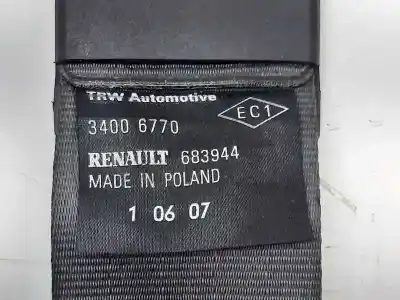 TRW Automotive
EC1
3400 6770
RENAULT 683944
MADE IN POLAND
1 06 07